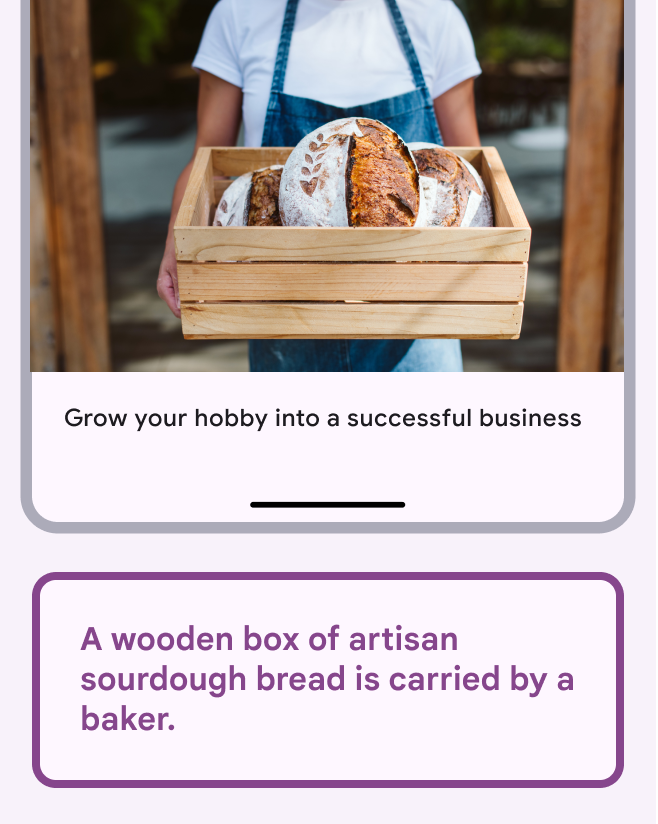 Grow your hobby into a successful business
A wooden box of artisan
sourdough bread is carried by a
baker.